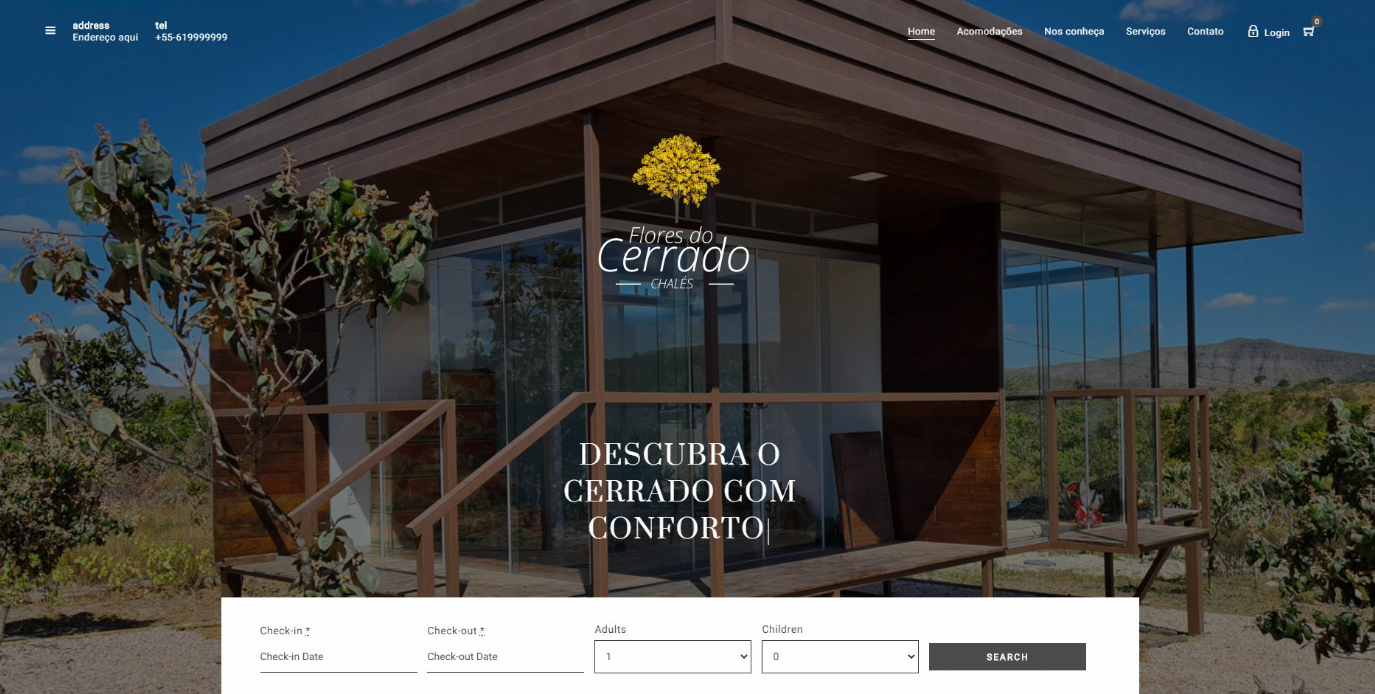 address
Endereço aqui
tel
+55-619999999
Home
Acomodações
Nos conheça
Serviços
Contato
Login
0
Flores do
Cerrado
CHALÉS
DESCUBRA O
CERRADO COM
CONFORTO|
Check-in *
Check-in Date
Check-out *
Check-out Date
Adults
1
Children
0
SEARCH